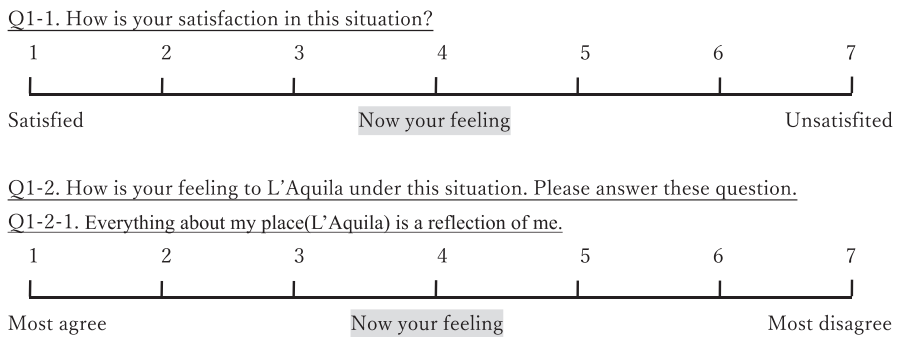 Q1-1. How is your satisfaction in this situation?
1 2 3 4 5 6 7
Satisfied Now your feeling Unsatisfited
Q1-2. How is your feeling to L’Aquila under this situation. Please answer these question.
Q1-2-1. Everything about my place(L’Aquila) is a reflection of me.
1 2 3 4 5 6 7
Most agree Now your feeling Most disagree